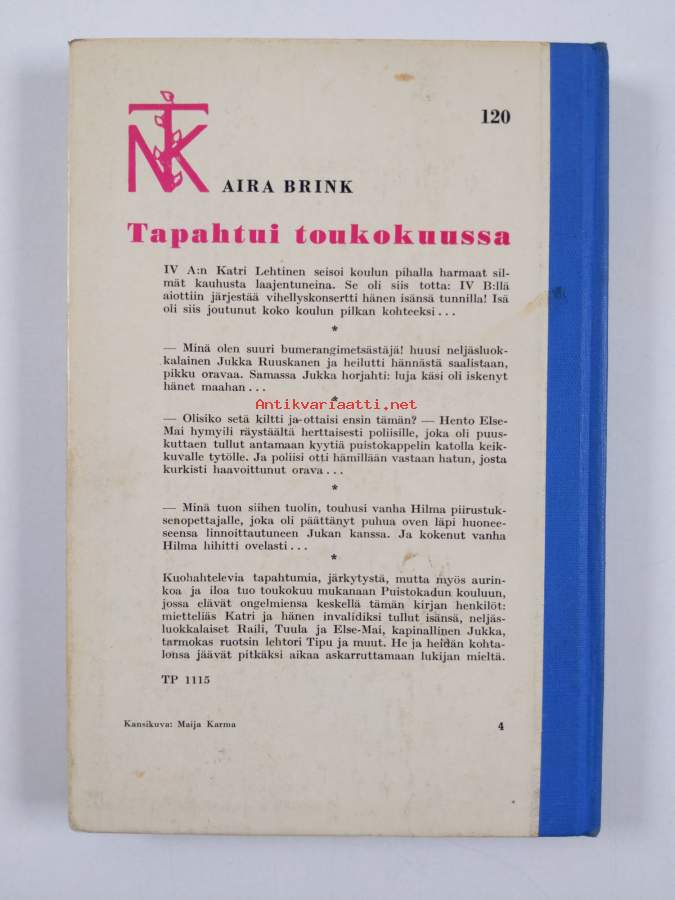 NTK
120
AIRA BRINK
Tapahtui toukokuussa
IV A:n Katri Lehtinen seisoi koulun pihalla harmaat sil-
mät kauhusta laajentuneina. Se oli siis totta: IV B:llä
aiottiin järjestää vihellyskonsertti hänen isänsä tunnilla! Isä
oli siis joutunut koko koulun pilkan kohteeksi...
*
— Minä olen suuri bumerangimetsästäjä! huusi neljäsluok-
kalainen Jukka Ruuskanen ja heilutti hännästä saalistaan,
pikku oravaa. Samassa Jukka horjahti: luja käsi oli iskenyt
hänet maahan...
*
Antikvariaatti.net
— Olisiko setä kiltti ja ottaisi ensin tämän? — Hento Else-
Mai hymyili räystäältä herttaisesti poliisille, joka oli puus-
kuttaen tullut antamaan kyytiä puistokappelin katolla keik-
kuvalle tytölle. Ja poliisi otti hämillään vastaan hatun, josta
kurkisti haavoittunut orava...
*
— Minä tuon siihen tuolin, touhusi vanha Hilma piirustuk-
senopettajalle, joka oli päättänyt puhua oven läpi huonee-
seensa linnoittautuneen Jukan kanssa. Ja kokenut vanha
Hilma hihitti ovelasti...
*
Kuohahtelevia tapahtumia, järkytystä, mutta myös aurin-
koa ja iloa tuo toukokuu mukanaan Puistokadun kouluun,
jossa elävät ongelmiensa keskellä tämän kirjan henkilöt:
mietteliäs Katri ja hänen invalidiksi tullut isänsä, neljäs-
luokkalaiset Raili, Tuula ja Else-Mai, kapinallinen Jukka,
tarmokas ruotsin lehtori Tipu ja muut. He ja heidän kohta-
lonsa jäävät pitkäksi aikaa askarruttamaan lukijan mieltä.
TP 1115
Kansikuva: Maija Karma
4